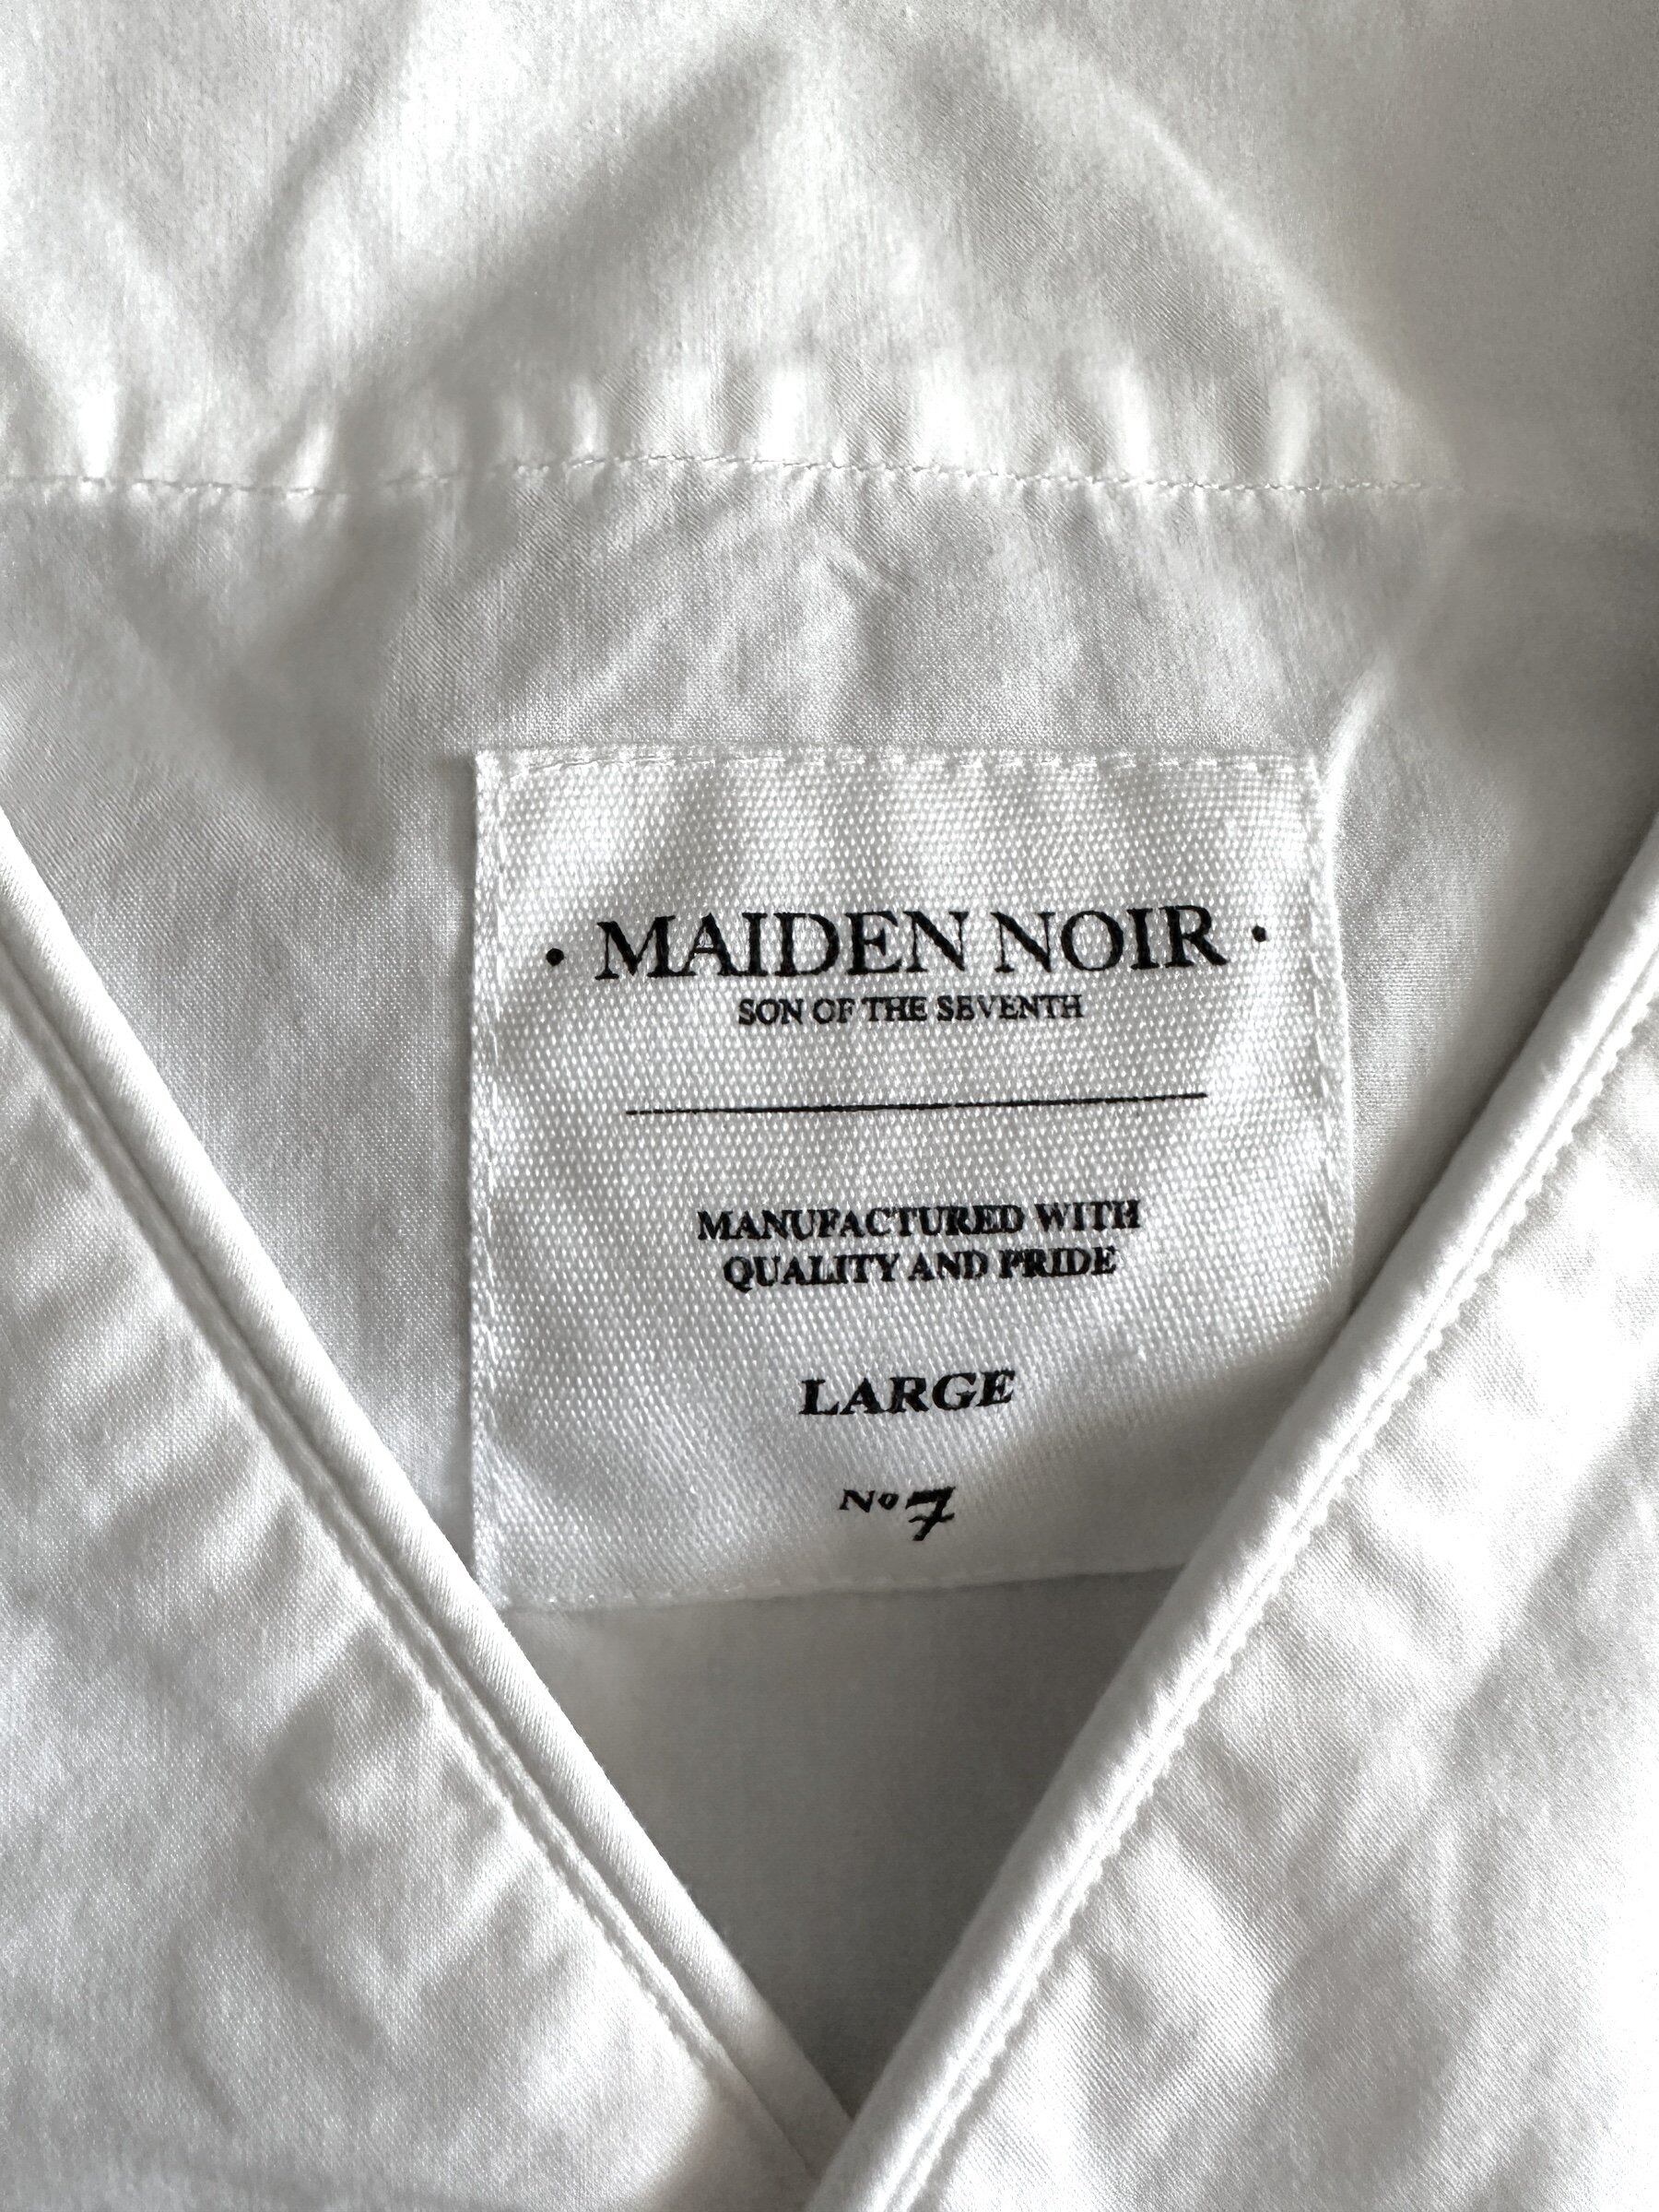 · MAIDEN NOIR ·
SON OF THE SEVENTH
MANUFACTURED WITH
QUALITY AND PRIDE
LARGE
Nº 7